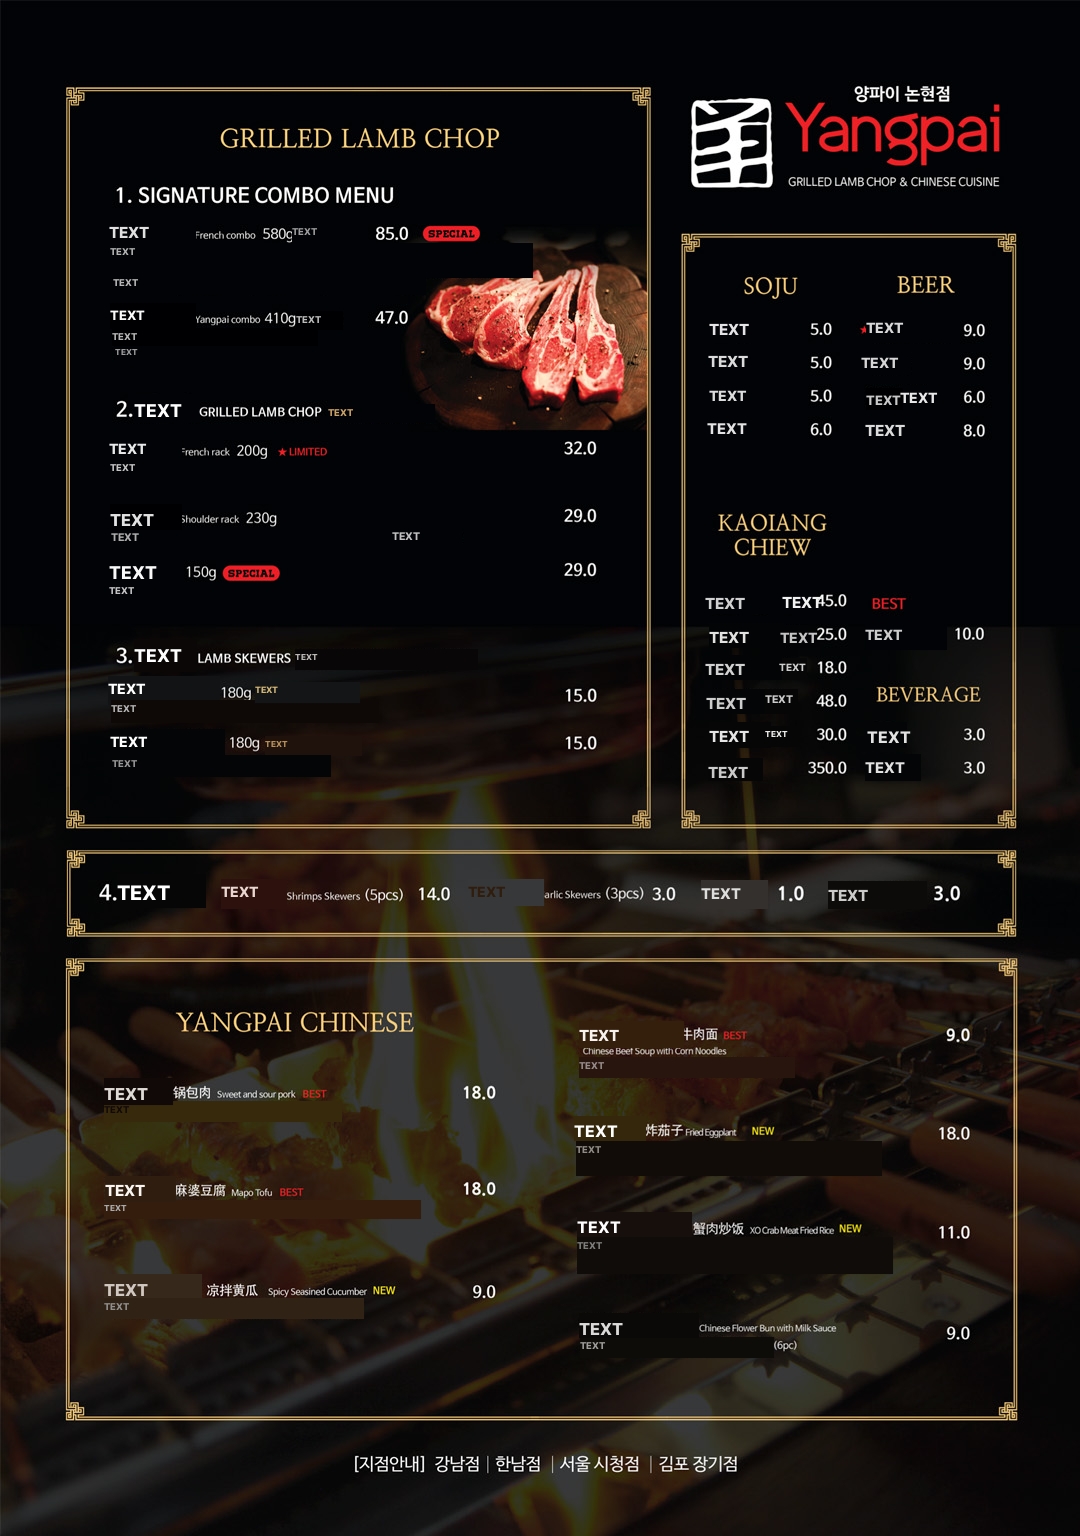 양파이 논현점
羊
Yangpai
GRILLED LAMB CHOP & CHINESE CUISINE
GRILLED LAMB CHOP
1. SIGNATURE COMBO MENU
TEXT French combo 580g TEXT 85.0 SPECIAL
TEXT
TEXT
TEXT Yangpai combo 410g TEXT 47.0
TEXT
TEXT
2.TEXT GRILLED LAMB CHOP TEXT
TEXT French rack 200g ★ LIMITED 32.0
TEXT
TEXT Shoulder rack 230g 29.0
TEXT TEXT
TEXT 150g SPECIAL 29.0
TEXT
3.TEXT LAMB SKEWERS TEXT
TEXT 180g TEXT 15.0
TEXT
TEXT 180g TEXT 15.0
TEXT
SOJU
TEXT 5.0
TEXT 5.0
TEXT 5.0
TEXT 6.0
BEER
★TEXT 9.0
TEXT 9.0
TEXTTEXT 6.0
TEXT 8.0
KAOIANG
CHIEW
TEXT TEXT 45.0
TEXT TEXT 25.0
TEXT TEXT 18.0
TEXT TEXT 48.0
TEXT TEXT 30.0
TEXT 350.0
BEST
TEXT 10.0
BEVERAGE
TEXT 3.0
TEXT 3.0
4.TEXT TEXT Shrimps Skewers (5pcs) 14.0 TEXT arlic Skewers (3pcs) 3.0 TEXT 1.0 TEXT 3.0
YANGPAI CHINESE
TEXT 锅包肉 Sweet and sour pork BEST 18.0
TEXT
TEXT 麻婆豆腐 Mapo Tofu BEST 18.0
TEXT
TEXT 凉拌黄瓜 Spicy Seasined Cucumber NEW 9.0
TEXT
TEXT 牛肉面 BEST 9.0
Chinese Beef Soup with Corn Noodles
TEXT
TEXT 炸茄子 Fried Eggplant NEW 18.0
TEXT
TEXT 蟹肉炒饭 XO Crab Meat Fried Rice NEW 11.0
TEXT
TEXT Chinese Flower Bun with Milk Sauce 9.0
TEXT (6pc)
[지점안내] 강남점 | 한남점 | 서울 시청점 | 김포 장기점